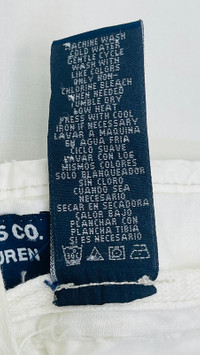 MACHINE WASH
COLD WATER
GENTLE CYCLE
WASH WITH
LIKE COLORS
ONLY NON-
CHLORINE BLEACH
WHEN NEEDED
TUMBLE DRY
LOW HEAT
PRESS WITH COOL
IRON IF NECESSARY
LAVAR A MAQUINA
EN AGUA FRIA
CICLO SUAVE
LAVAR CON LOS
MISMOS COLORES
SOLO BLANQUEADOR
SIN CLORO
CUANDO SEA
NECESARIO
SECAR EN SECADORA
CALOR BAJO
PLANCHAR CON
PLANCHA TIBIA
SI ES NECESARIO
S CO.
UREN